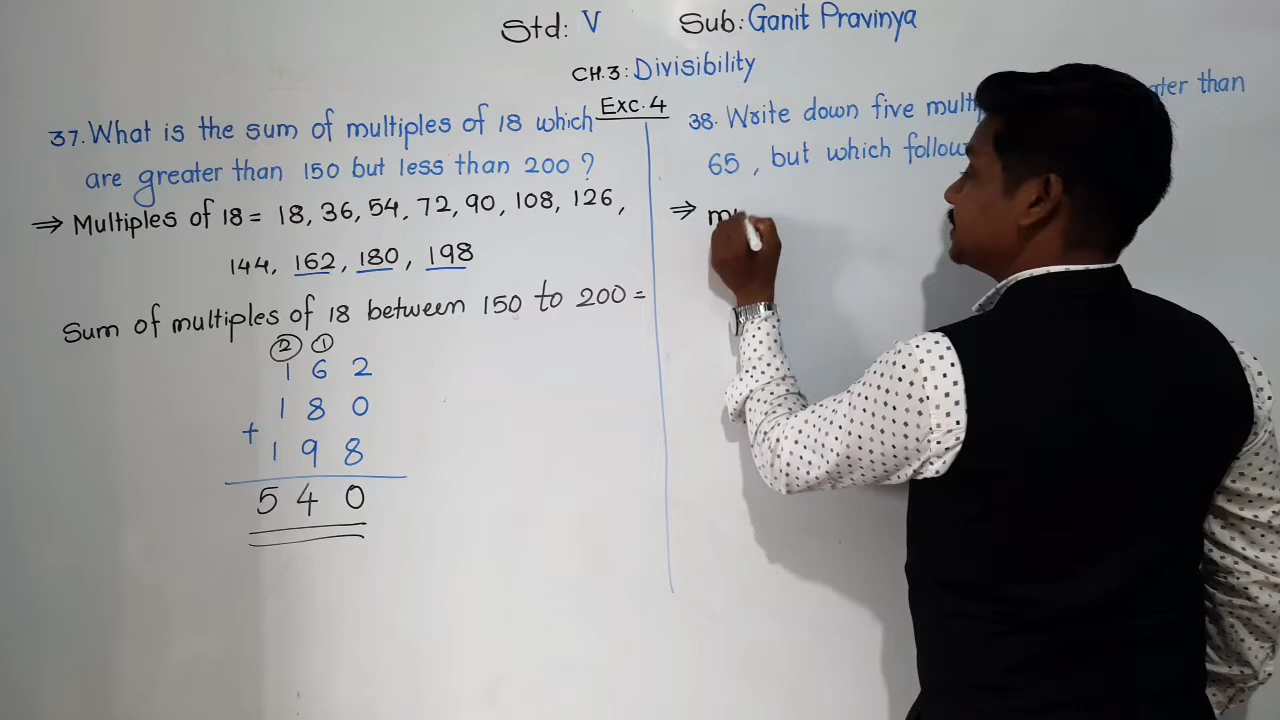 Std: V Sub: Ganit Pravinya
CH.3: Divisibility
Exc. 4
37. What is the sum of multiples of 18 which
are greater than 150 but less than 200 ?
⇒ Multiples of 18 = 18, 36, 54, 72, 90, 108, 126,
144, 162, 180, 198
Sum of multiples of 18 between 150 to 200 =
2 1
1 6 2
1 8 0
+ 1 9 8
5 4 0
38. Write down five than
65, but which
⇒